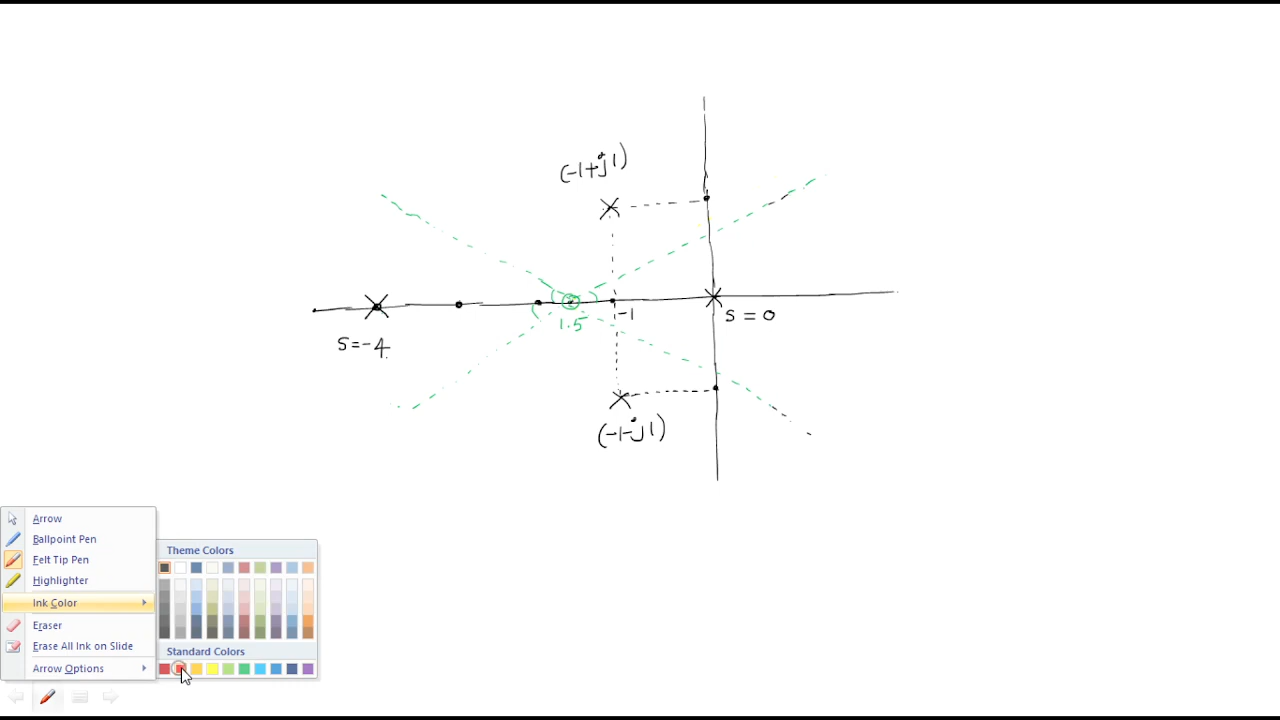 (-1+j1)
-1
S = 0
1.5
S=-4
(-1-j1)
Arrow
Ballpoint Pen
Felt Tip Pen
Highlighter
Ink Color
Eraser
Erase All Ink on Slide
Arrow Options
Theme Colors
Standard Colors